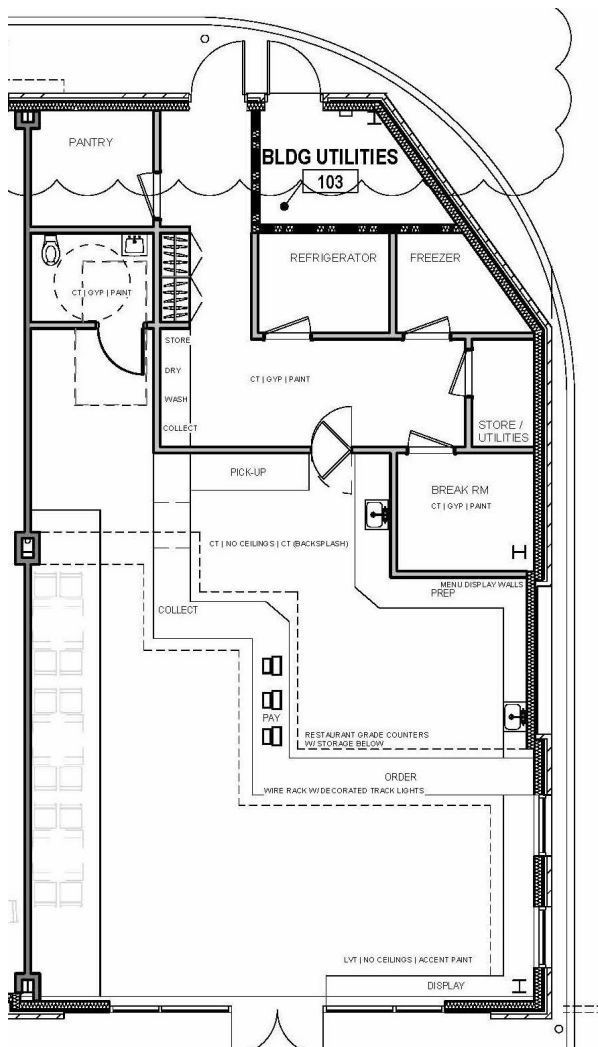 PANTRY
BLDG UTILITIES
103
REFRIGERATOR
FREEZER
CT | GYP | PAINT
STORE
DRY
WASH
COLLECT
CT | GYP | PAINT
STORE /
UTILITIES
PICK-UP
BREAK RM
CT | GYP | PAINT
CT | NO CEILINGS | CT (BACKSPLASH)
MENU DISPLAY WALLS
PREP
COLLECT
PAY
RESTAURANT GRADE COUNTERS
W/ STORAGE BELOW
ORDER
WIRE RACK W/DECORATED TRACK LIGHTS
LVT | NO CEILINGS | ACCENT PAINT
DISPLAY